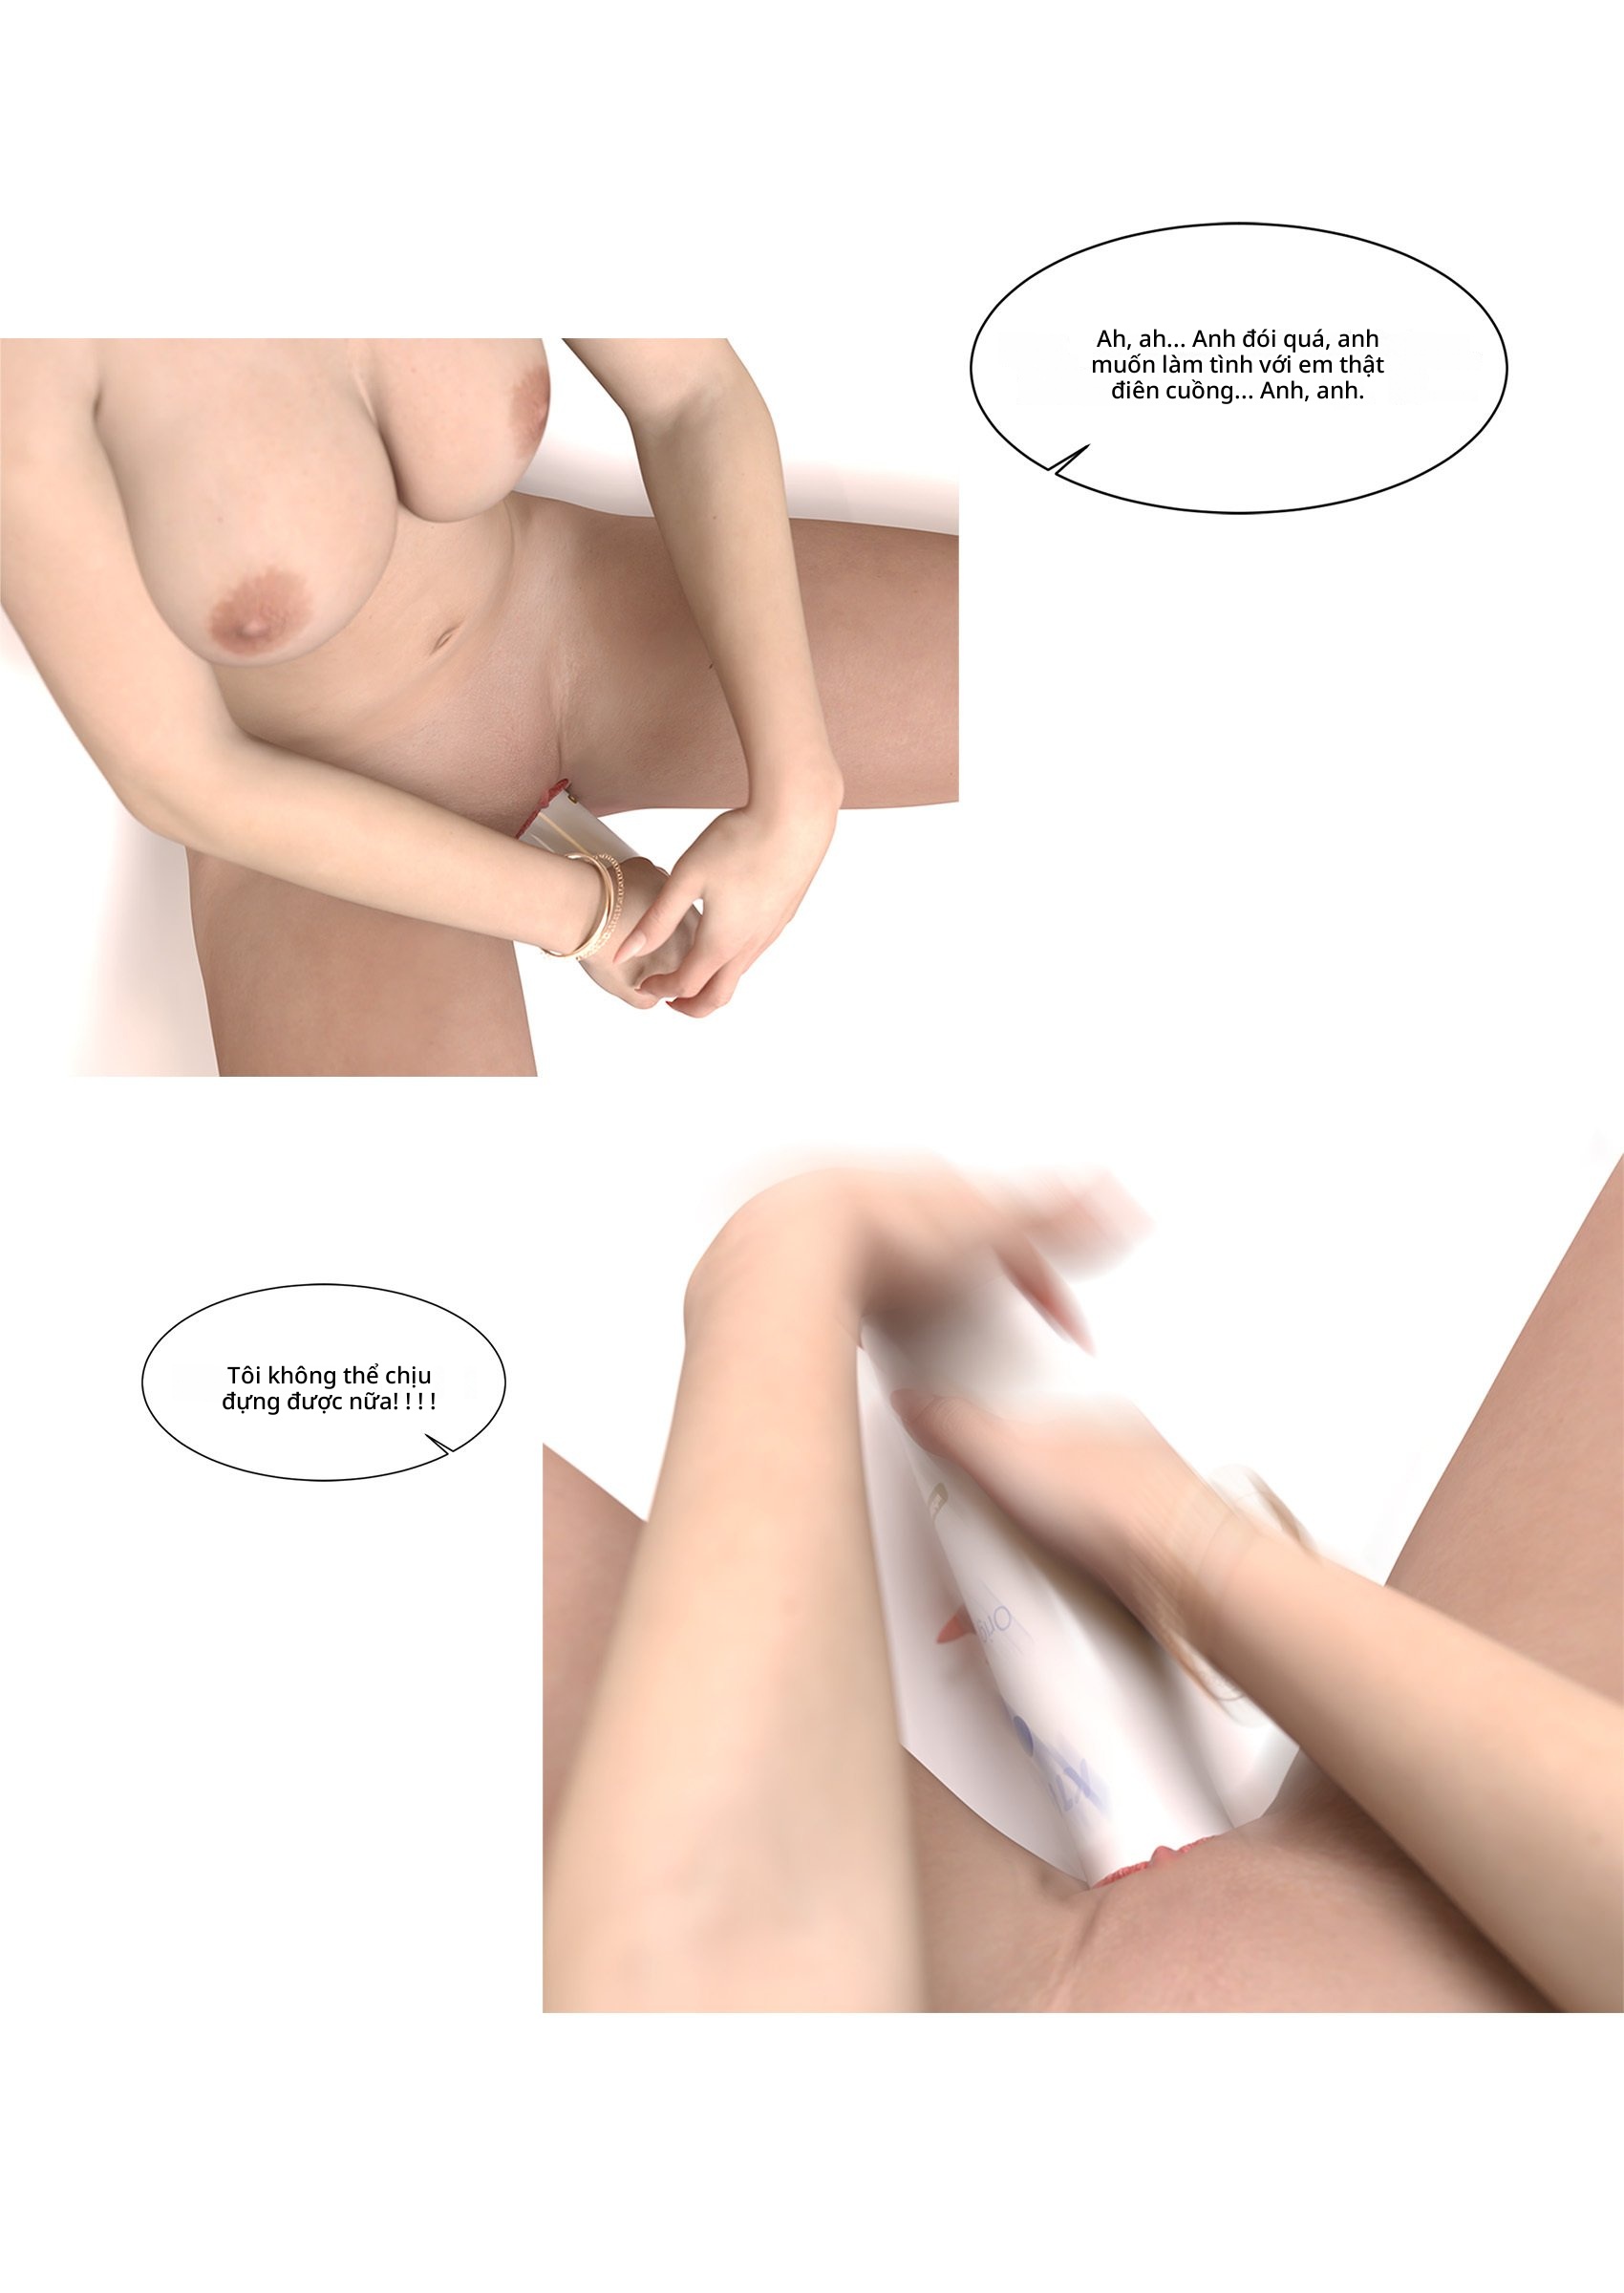 Ah, ah... Anh đói quá, anh
muốn làm tình với em thật
điên cuồng... Anh, anh.
Tôi không thể chịu
đựng được nữa! ! ! !